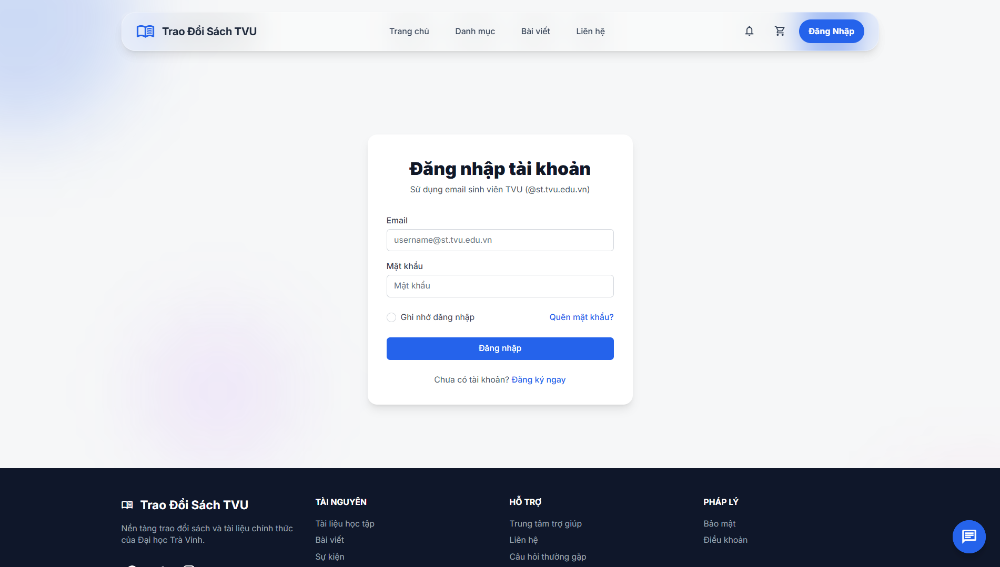 Trao Đổi Sách TVU
Trang chủ
Danh mục
Bài viết
Liên hệ
Đăng Nhập
Đăng nhập tài khoản
Sử dụng email sinh viên TVU (@st.tvu.edu.vn)
Email
username@st.tvu.edu.vn
Mật khẩu
Mật khẩu
Ghi nhớ đăng nhập
Quên mật khẩu?
Đăng nhập
Chưa có tài khoản? Đăng ký ngay
Trao Đổi Sách TVU
Nền tảng trao đổi sách và tài liệu chính thức
của Đại học Trà Vinh.
TÀI NGUYÊN
Tài liệu học tập
Bài viết
Sự kiện
HỖ TRỢ
Trung tâm trợ giúp
Liên hệ
Câu hỏi thường gặp
PHÁP LÝ
Bảo mật
Điều khoản